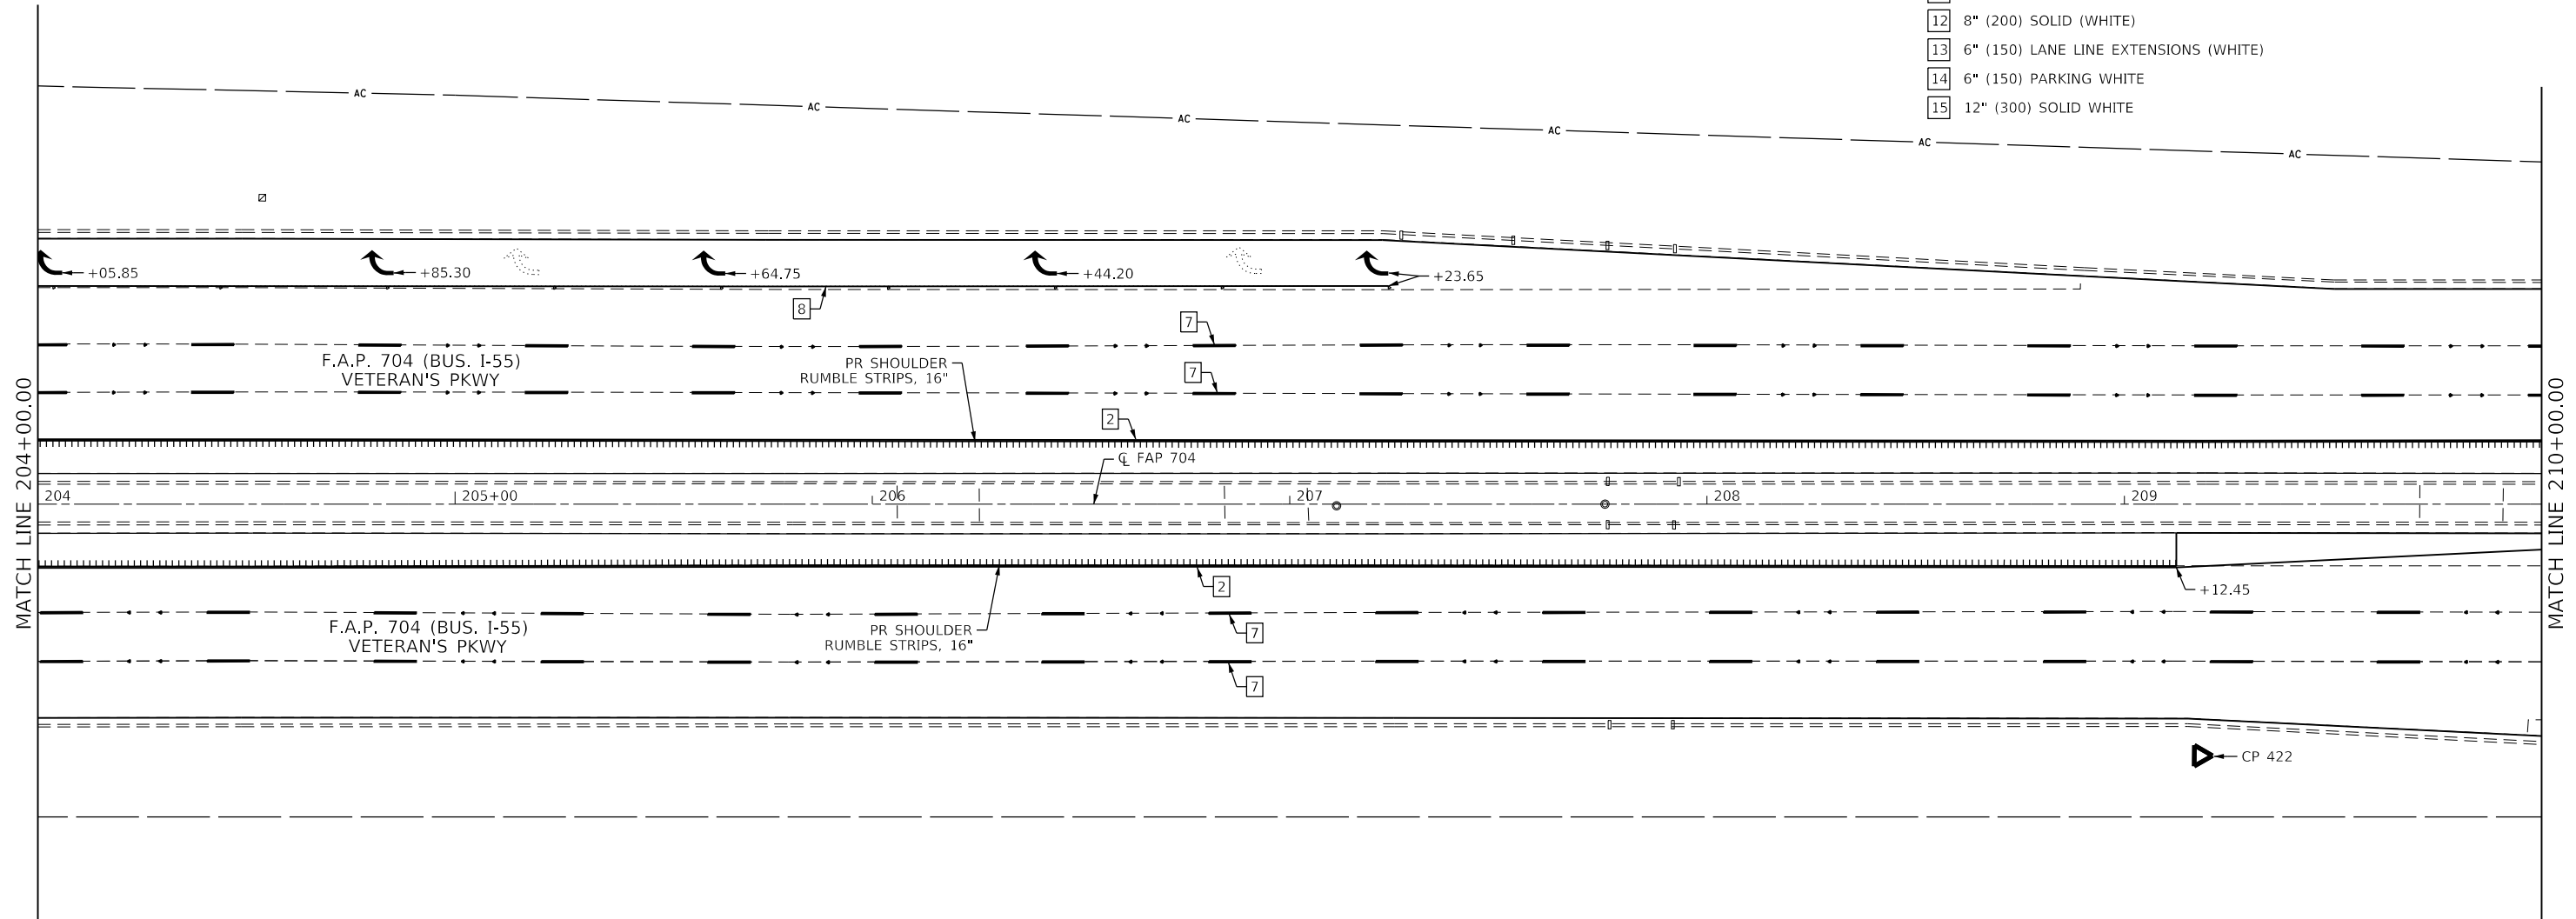 12 8" (200) SOLID (WHITE)
13 6" (150) LANE LINE EXTENSIONS (WHITE)
14 6" (150) PARKING WHITE
15 12" (300) SOLID WHITE
AC
AC
AC
AC
AC
AC
+05.85
+85.30
+64.75
+44.20
+23.65
8
7
F.A.P. 704 (BUS. I-55)
VETERAN'S PKWY
PR SHOULDER
RUMBLE STRIPS, 16"
7
2
℄ FAP 704
204
205+00
206
207
208
209
MATCH LINE 204+00.00
MATCH LINE 210+00.00
2
+12.45
F.A.P. 704 (BUS. I-55)
VETERAN'S PKWY
PR SHOULDER
RUMBLE STRIPS, 16"
7
7
CP 422